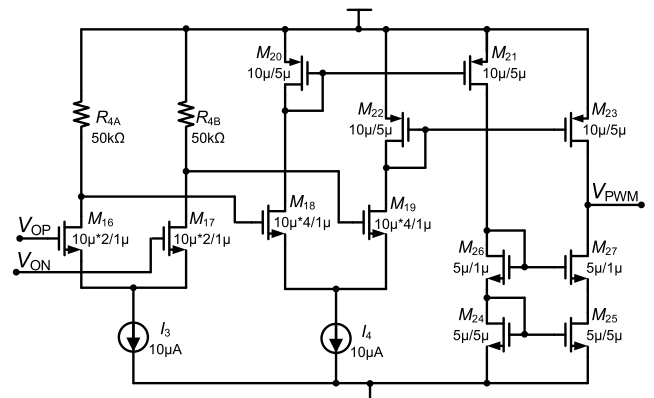 M20
10µ/5µ
M21
10µ/5µ
R4A
50kΩ
R4B
50kΩ
M22
10µ/5µ
M23
10µ/5µ
VPWM
M16
10µ*2/1µ
M17
10µ*2/1µ
M18
10µ*4/1µ
M19
10µ*4/1µ
VOP
VON
M26
5µ/1µ
M27
5µ/1µ
M24
5µ/5µ
M25
5µ/5µ
I3
10µA
I4
10µA